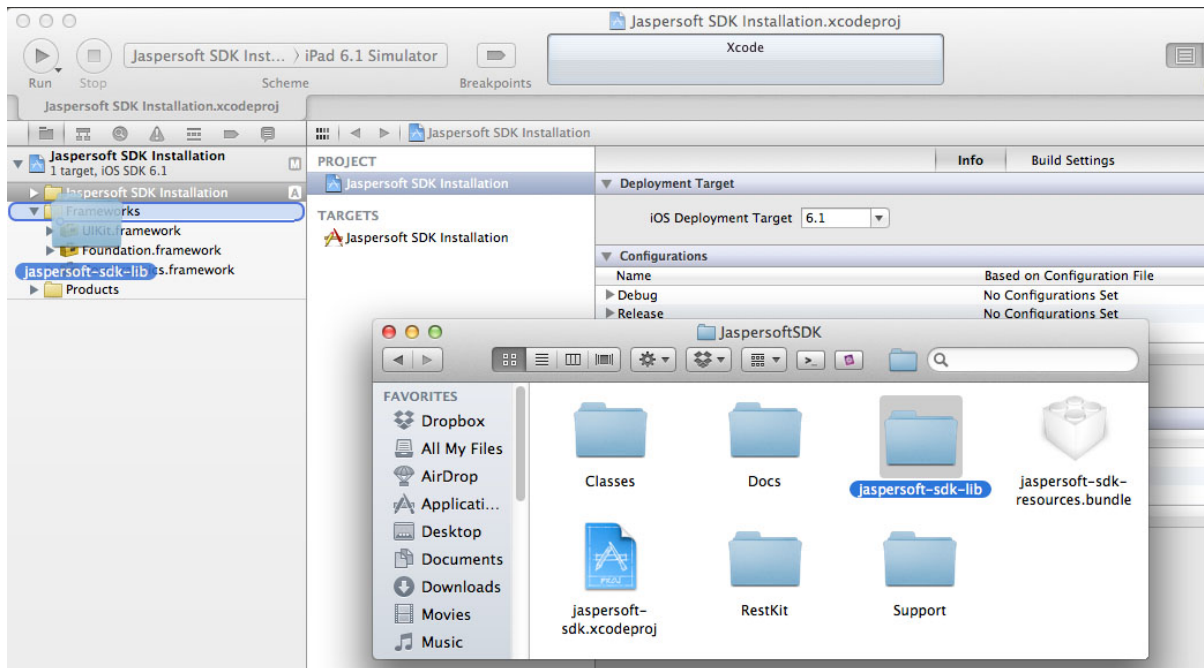 Jaspersoft SDK Installation.xcodeproj
Jaspersoft SDK Inst... iPad 6.1 Simulator
Xcode
Run Stop Scheme Breakpoints
Jaspersoft SDK Installation.xcodeproj
Jaspersoft SDK Installation
Jaspersoft SDK Installation
1 target, iOS SDK 6.1
M
Jaspersoft SDK Installation
A
Frameworks
UIKit.framework
Foundation.framework
jaspersoft-sdk-lib
s.framework
Products
PROJECT
Jaspersoft SDK Installation
TARGETS
Jaspersoft SDK Installation
Info Build Settings
Deployment Target
iOS Deployment Target 6.1
Configurations
Name Based on Configuration File
Debug No Configurations Set
Release No Configurations Set
JaspersoftSDK
FAVORITES
Dropbox
All My Files
AirDrop
Applicati...
Desktop
Documents
Downloads
Movies
Music
Classes
Docs
jaspersoft-sdk-lib
jaspersoft-sdk-
resources.bundle
PROJ
jaspersoft-
sdk.xcodeproj
RestKit
Support